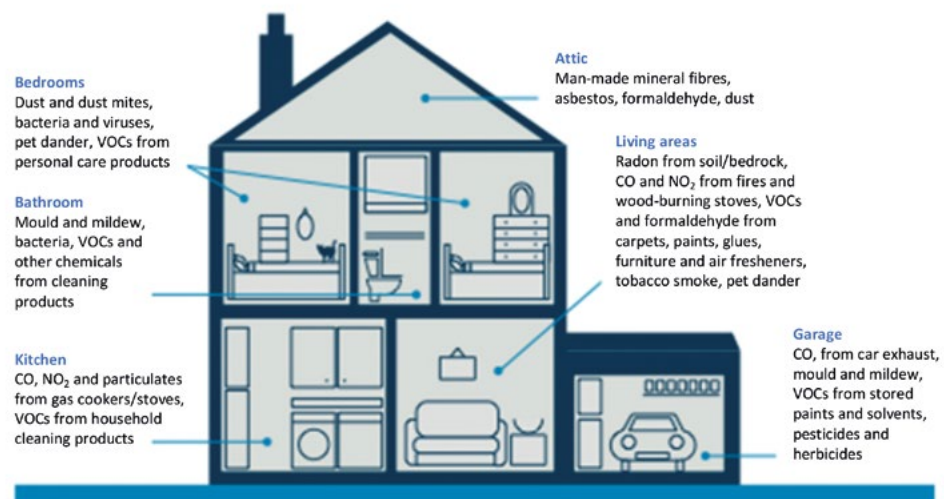 Bedrooms
Dust and dust mites,
bacteria and viruses,
pet dander, VOCs from
personal care products
Bathroom
Mould and mildew,
bacteria, VOCs and
other chemicals
from cleaning
products
Kitchen
CO, NO₂ and particulates
from gas cookers/stoves,
VOCs from household
cleaning products
Attic
Man-made mineral fibres,
asbestos, formaldehyde, dust
Living areas
Radon from soil/bedrock,
CO and NO₂ from fires and
wood-burning stoves, VOCs
and formaldehyde from
carpets, paints, glues,
furniture and air fresheners,
tobacco smoke, pet dander
Garage
CO, from car exhaust,
mould and mildew,
VOCs from stored
paints and solvents,
pesticides and
herbicides